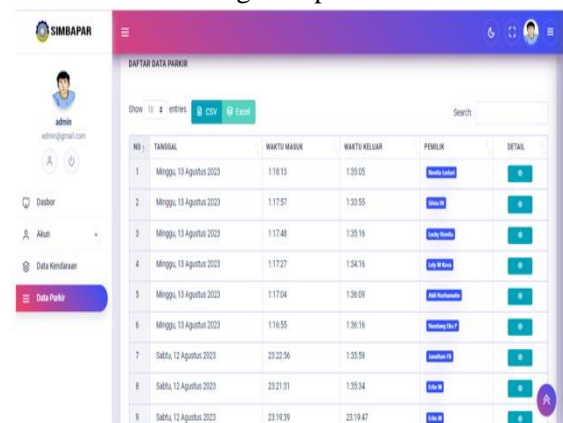 SIMBAPAR
admin
admin@gmail.com
Dasbor
Akun
Data Kendaraan
Data Parkir
DAFTAR DATA PARKIR
Show 10 entries CSV Excel Search:
NO TANGGAL WAKTU MASUK WAKTU KELUAR PEMILIK DETAIL
1 Minggu, 13 Agustus 2023 1:18:13 1:35:05 Novita Lestari
2 Minggu, 13 Agustus 2023 1:17:57 1:33:55
3 Minggu, 13 Agustus 2023 1:17:48 1:35:16 Lucky Novita
4 Minggu, 13 Agustus 2023 1:17:27 1:34:16
5 Minggu, 13 Agustus 2023 1:17:04 1:36:09
6 Minggu, 13 Agustus 2023 1:16:55 1:36:16
7 Sabtu, 12 Agustus 2023 23:22:56 1:35:59
8 Sabtu, 12 Agustus 2023 23:21:31 1:35:34
9 Sabtu, 12 Agustus 2023 23:19:39 23:19:47